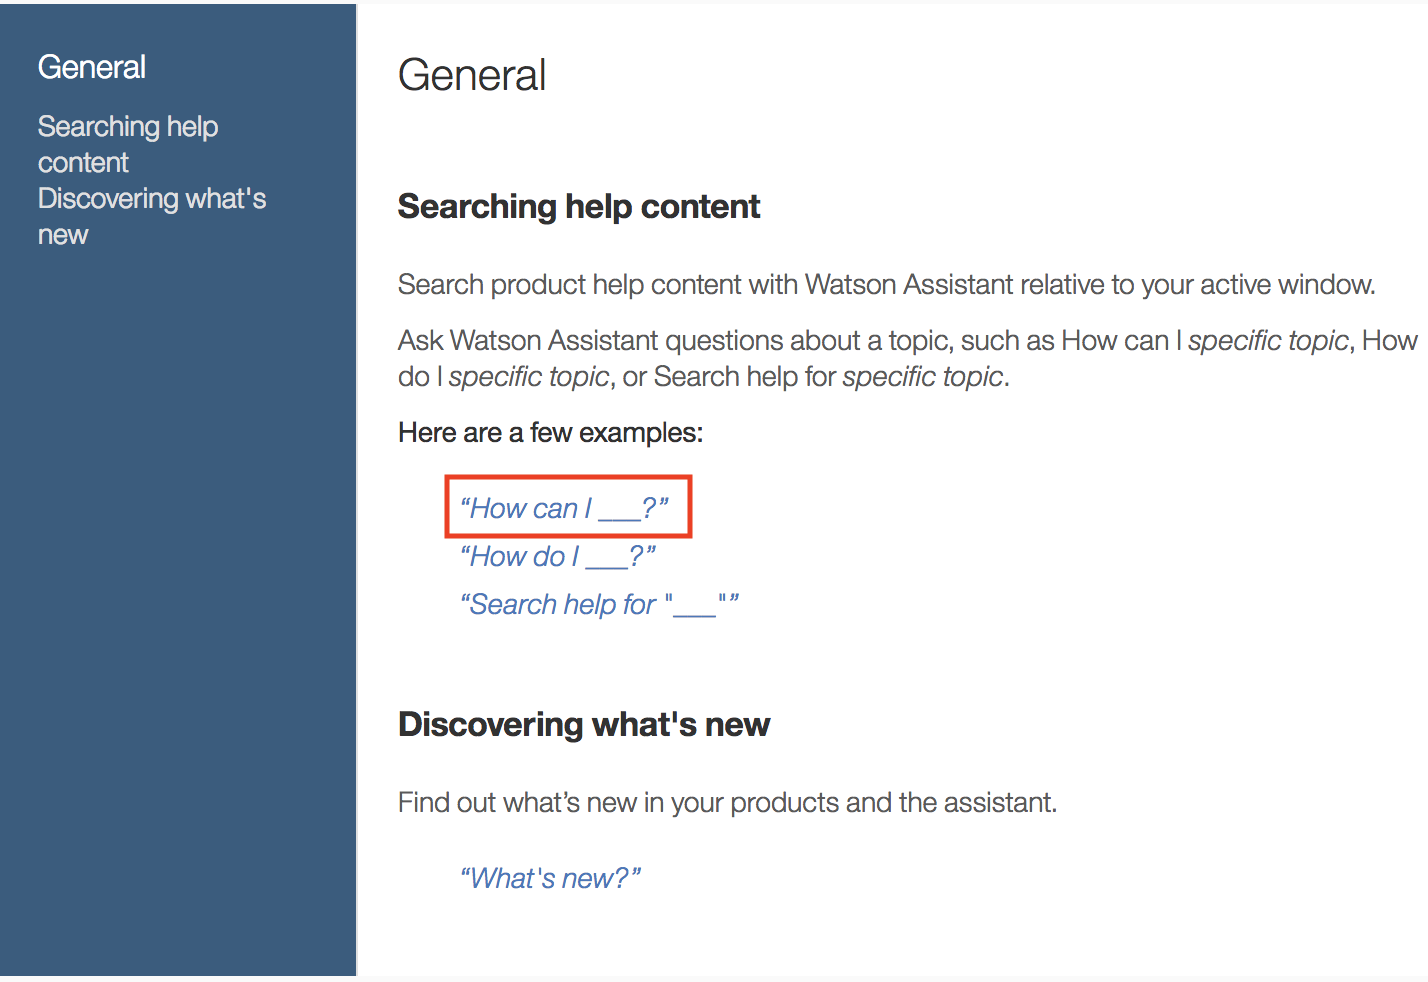 General
Searching help
content
Discovering what's
new
General
Searching help content
Search product help content with Watson Assistant relative to your active window.
Ask Watson Assistant questions about a topic, such as How can I specific topic, How
do I specific topic, or Search help for specific topic.
Here are a few examples:
“How can I ___?”
“How do I ___?”
“Search help for "___"”
Discovering what's new
Find out what’s new in your products and the assistant.
“What's new?”